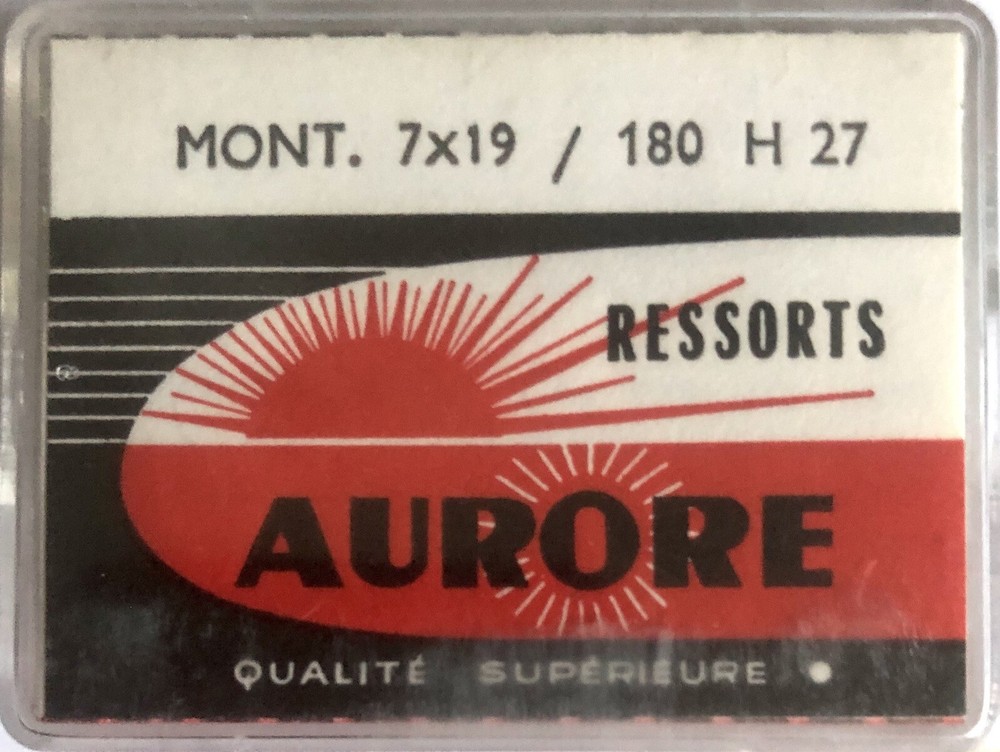 MONT. 7x19 / 180 H 27
RESSORTS
AURORE
QUALITÉ SUPÉRIEURE